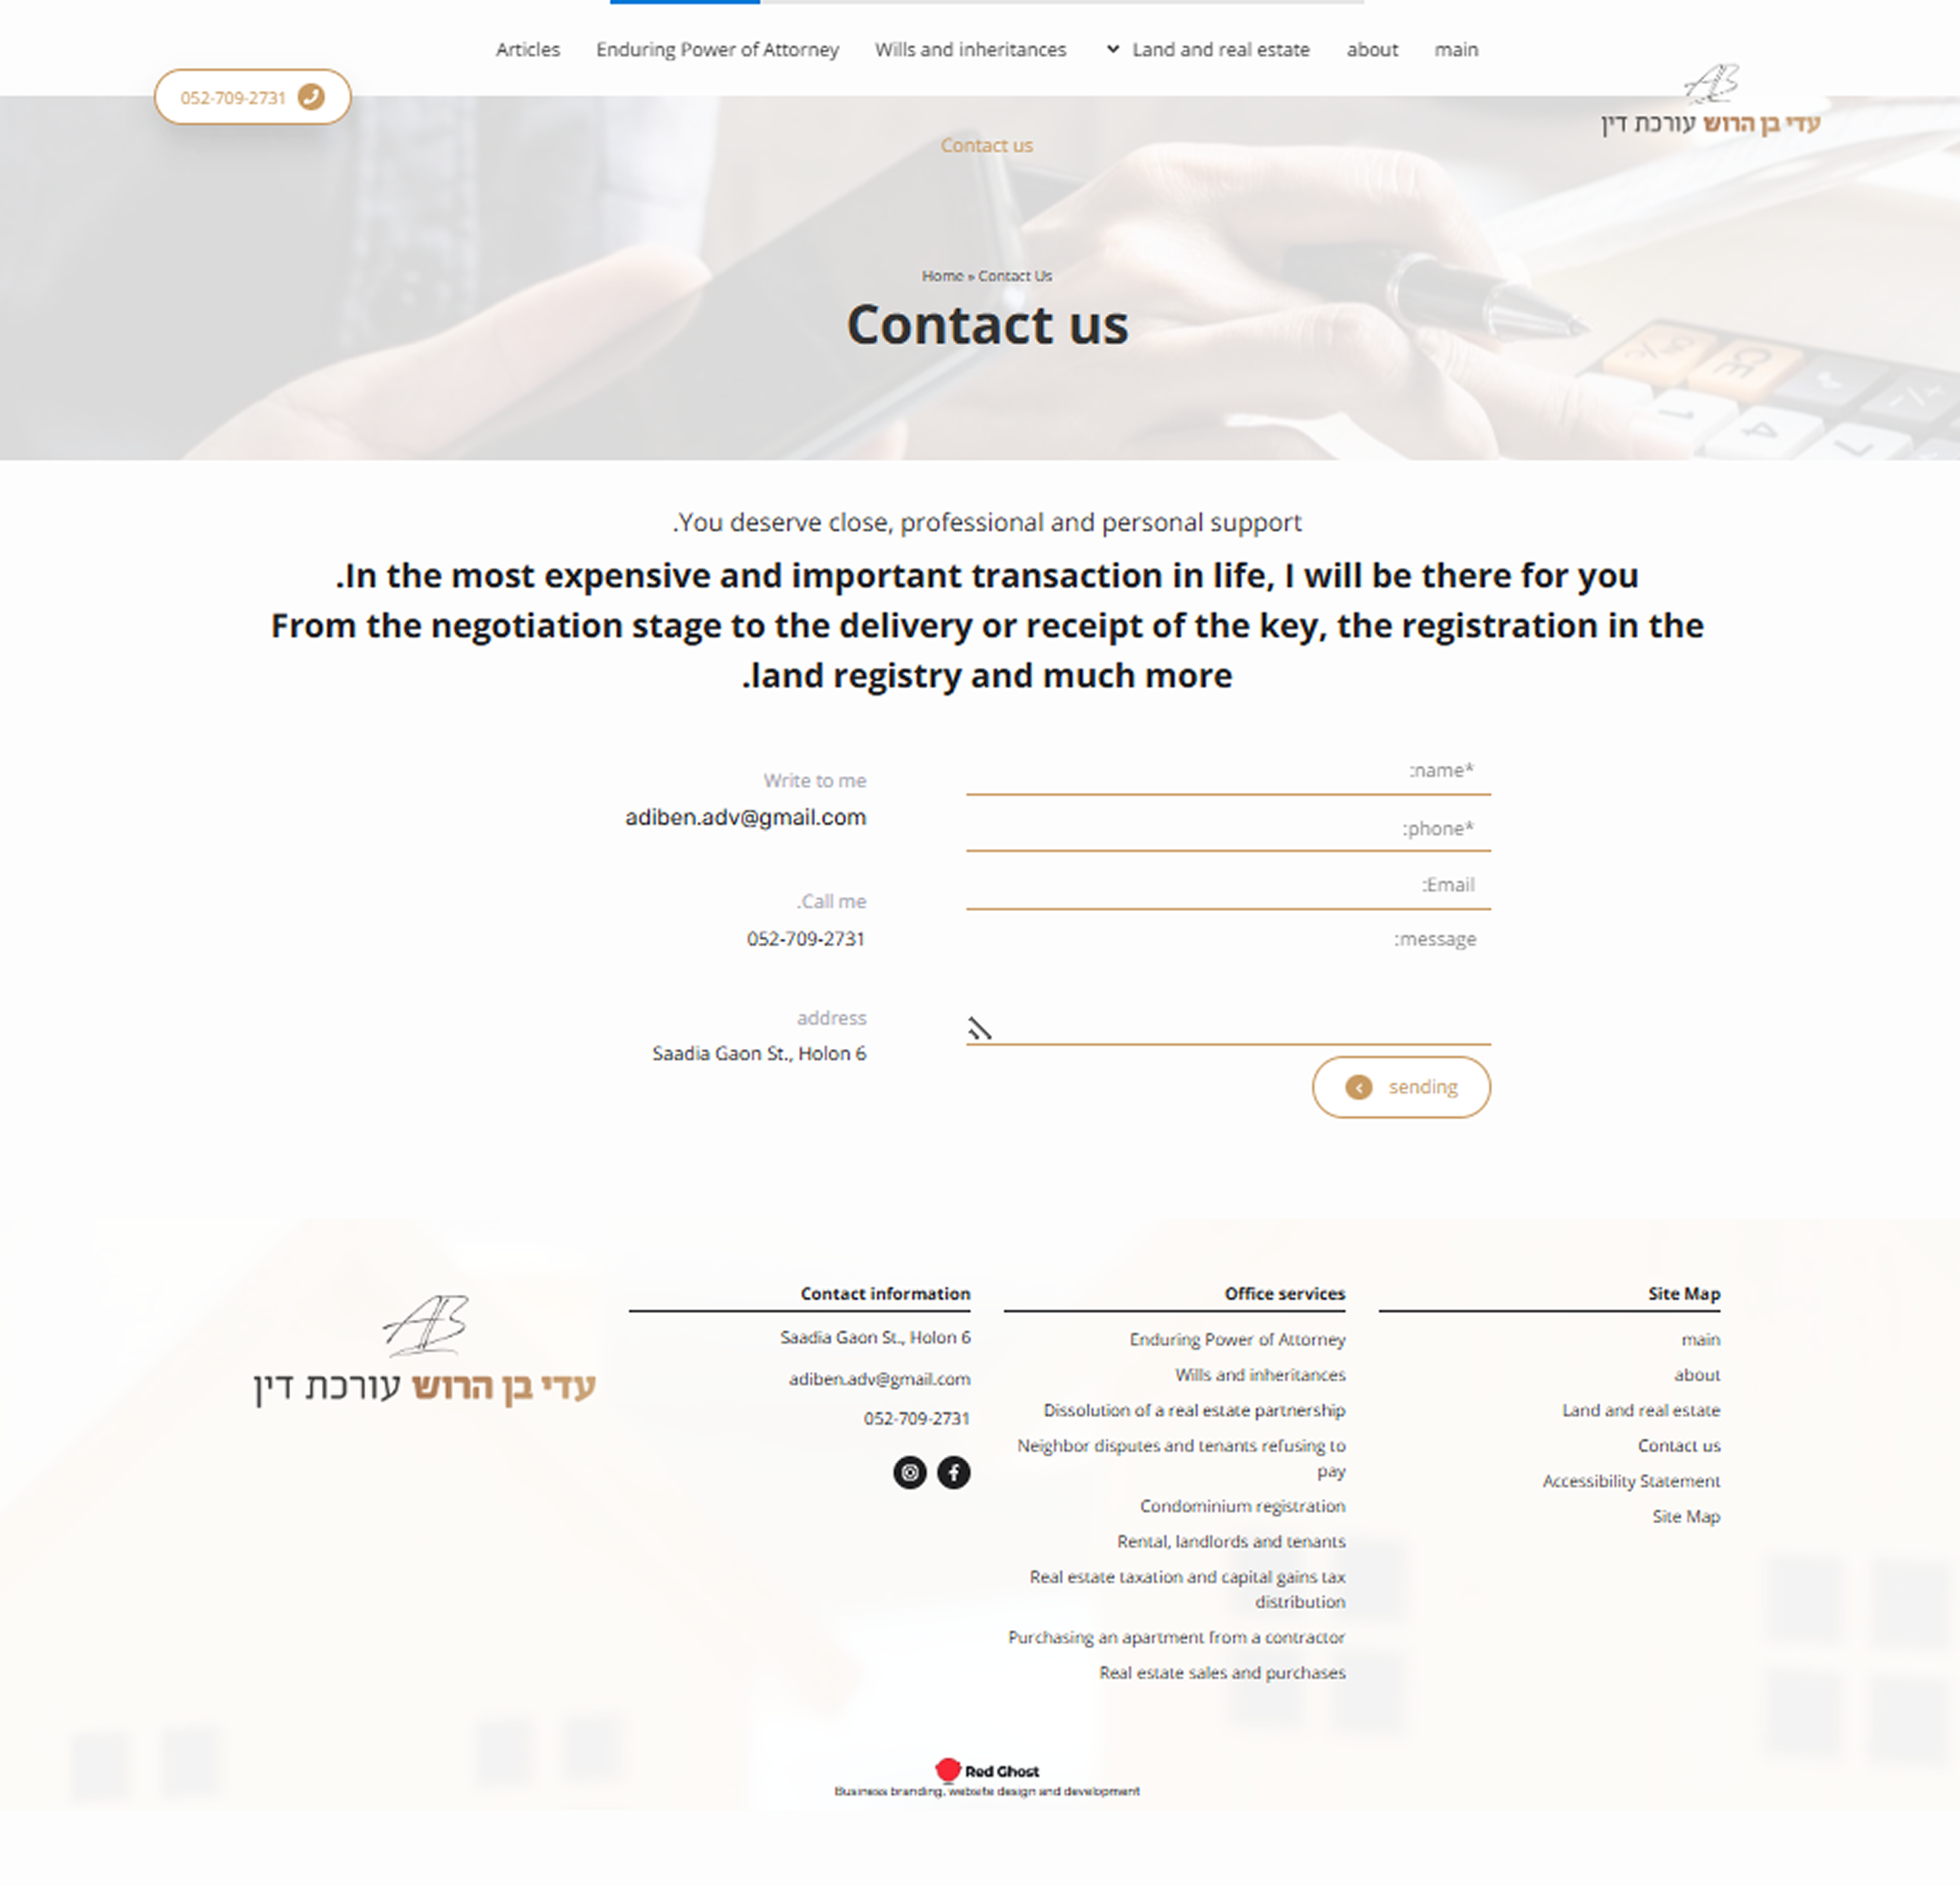 Articles
Enduring Power of Attorney
Wills and inheritances
Land and real estate
about
main
052-709-2731
AB
עדי בן הרוש עורכת דין
Contact us
Home » Contact Us
Contact us
.You deserve close, professional and personal support
.In the most expensive and important transaction in life, I will be there for you
From the negotiation stage to the delivery or receipt of the key, the registration in the
.land registry and much more
:name*
:phone*
:Email
:message
sending
Write to me
adiben.adv@gmail.com
.Call me
052-709-2731
address
Saadia Gaon St., Holon 6
AB
עדי בן הרוש עורכת דין
Contact information
Saadia Gaon St., Holon 6
adiben.adv@gmail.com
052-709-2731
Office services
Enduring Power of Attorney
Wills and inheritances
Dissolution of a real estate partnership
Neighbor disputes and tenants refusing to
pay
Condominium registration
Rental, landlords and tenants
Real estate taxation and capital gains tax
distribution
Purchasing an apartment from a contractor
Real estate sales and purchases
Site Map
main
about
Land and real estate
Contact us
Accessibility Statement
Site Map
Red Ghost
Business branding, website design and development